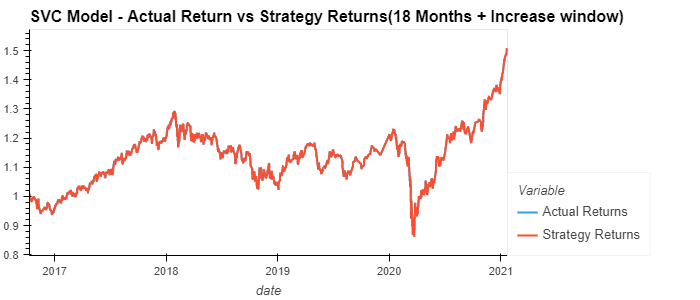 SVC Model - Actual Return vs Strategy Returns(18 Months + Increase window)
1.5
1.4
1.3
1.2
1.1
1
0.9
0.8
2017
2018
2019
2020
2021
date
Variable
Actual Returns
Strategy Returns